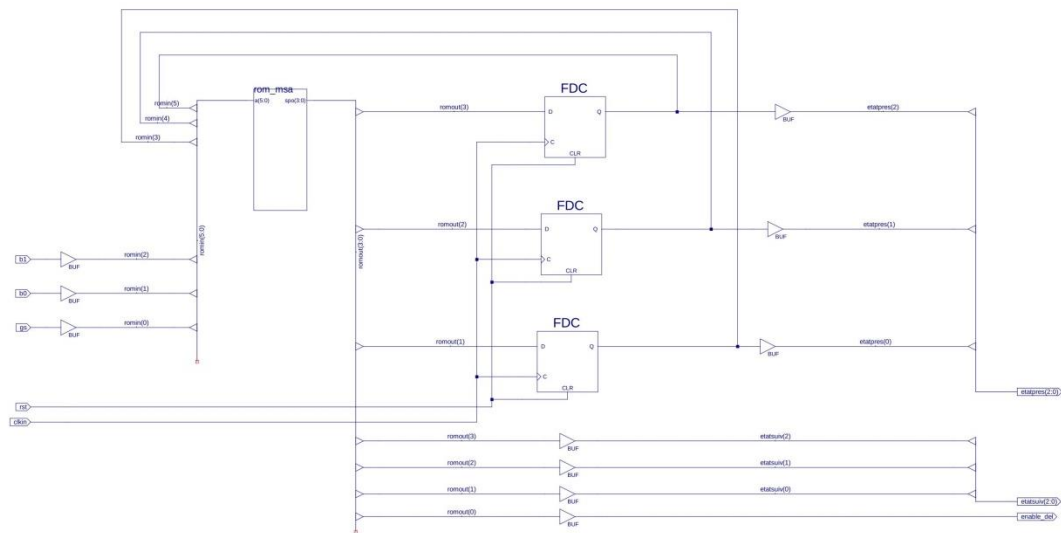 rom_msa
a(5:0) spo(3:0)
romin(5)
romin(4)
romin(3)
romin(5:0)
romout(3:0)
romout(3)
FDC
D Q
C
CLR
BUF
etatpres(2)
romout(2)
FDC
D Q
C
CLR
BUF
etatpres(1)
b1
BUF
romin(2)
b0
BUF
romin(1)
gs
BUF
romin(0)
romout(1)
FDC
D Q
C
CLR
BUF
etatpres(0)
etatpres(2:0)
rst
clkin
romout(3)
BUF
etatsuiv(2)
romout(2)
BUF
etatsuiv(1)
romout(1)
BUF
etatsuiv(0)
etatsuiv(2:0)
romout(0)
BUF
enable_del